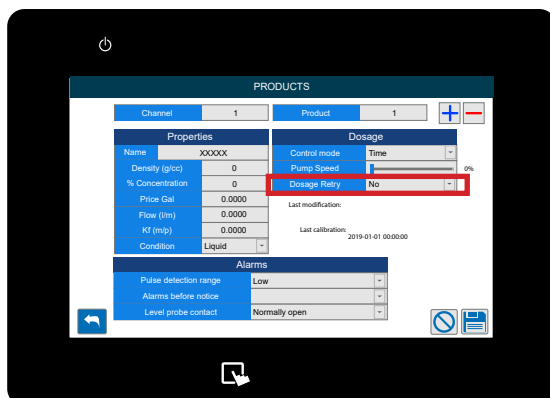 PRODUCTS
Channel 1 Product 1
Properties
Name XXXXX
Density (g/cc) 0
% Concentration 0
Price Gal 0.0000
Flow (l/m) 0.0000
Kf (m/p) 0.0000
Condition Liquid
Dosage
Control mode Time
Pump Speed 0%
Dosage Retry No
Last modification:
Last calibration:
2019-01-01 00:00:00
Alarms
Pulse detection range Low
Alarms before notice
Level probe contact Normally open